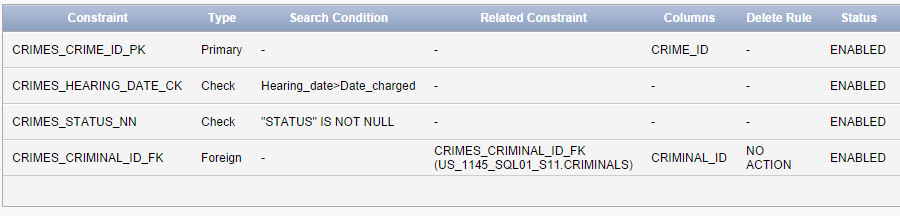 Constraint Type Search Condition Related Constraint Columns Delete Rule Status
CRIMES_CRIME_ID_PK Primary - - CRIME_ID - ENABLED
CRIMES_HEARING_DATE_CK Check Hearing_date>Date_charged - - - ENABLED
CRIMES_STATUS_NN Check "STATUS" IS NOT NULL - - - ENABLED
CRIMES_CRIMINAL_ID_FK Foreign - CRIMES_CRIMINAL_ID_FK (US_1145_SQL01_S11.CRIMINALS) CRIMINAL_ID NO ACTION ENABLED